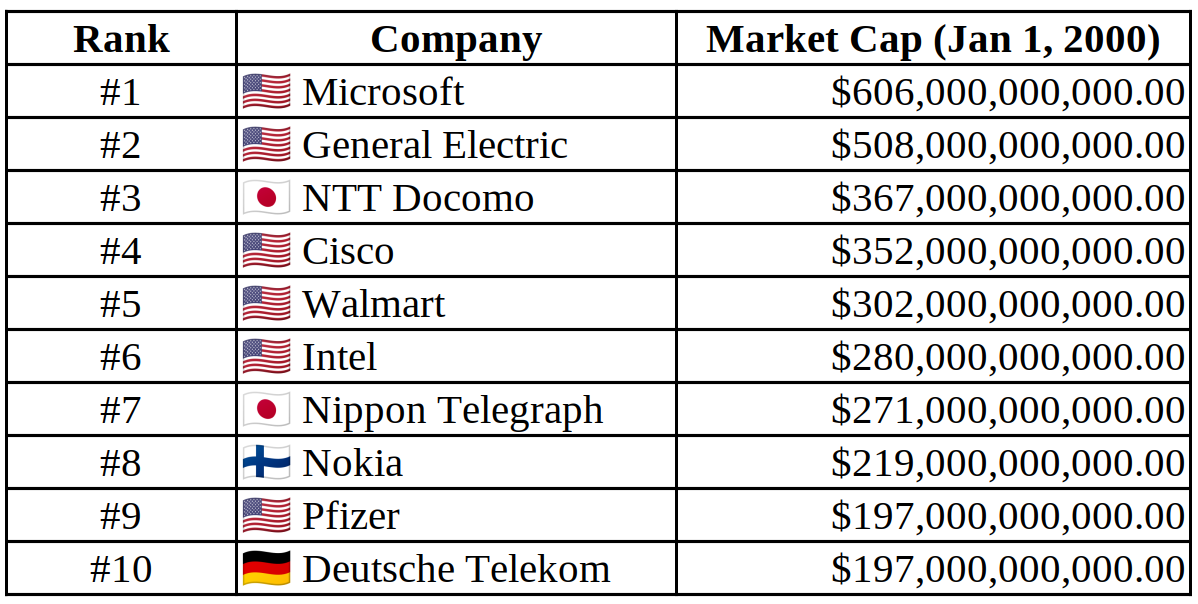 Rank Company Market Cap (Jan 1, 2000)
#1 Microsoft $606,000,000,000.00
#2 General Electric $508,000,000,000.00
#3 NTT Docomo $367,000,000,000.00
#4 Cisco $352,000,000,000.00
#5 Walmart $302,000,000,000.00
#6 Intel $280,000,000,000.00
#7 Nippon Telegraph $271,000,000,000.00
#8 Nokia $219,000,000,000.00
#9 Pfizer $197,000,000,000.00
#10 Deutsche Telekom $197,000,000,000.00